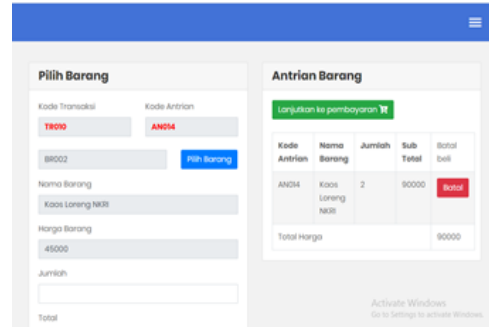 Pilih Barang
Kode Transaksi
Kode Antrian
TR010
AN014
BR002
Pilih Barang
Nama Barang
Kaos Loreng NKRI
Harga Barang
45000
Jumlah
Total
Antrian Barang
Lanjutkan ke pembayaran
Kode Antrian Nama Barang Jumlah Sub Total Batal beli
AN014 Kaos Loreng NKRI 2 90000 Batal
Total Harga 90000
Activate Windows
Go to Settings to activate Windows.